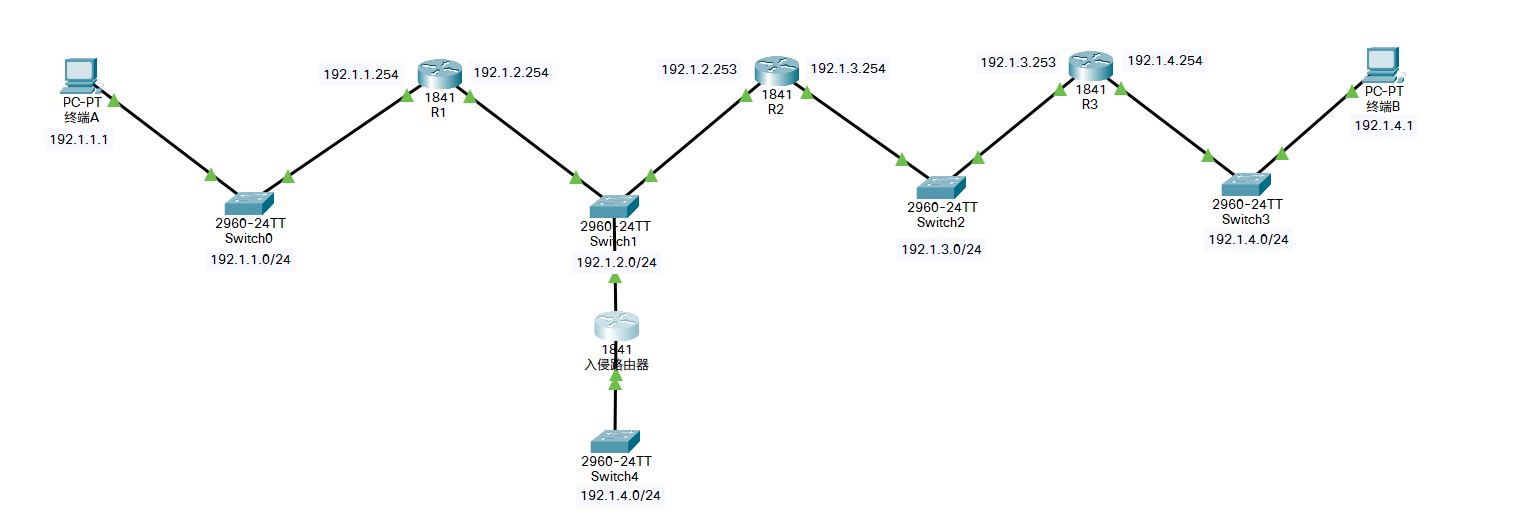 PC-PT
终端A
192.1.1.1
192.1.1.254
192.1.2.254
1841
R1
192.1.2.253
192.1.3.254
1841
R2
192.1.3.253
192.1.4.254
1841
R3
PC-PT
终端B
192.1.4.1
2960-24TT
Switch0
192.1.1.0/24
2960-24TT
Switch1
192.1.2.0/24
2960-24TT
Switch2
192.1.3.0/24
2960-24TT
Switch3
192.1.4.0/24
1841
入侵路由器
2960-24TT
Switch4
192.1.4.0/24